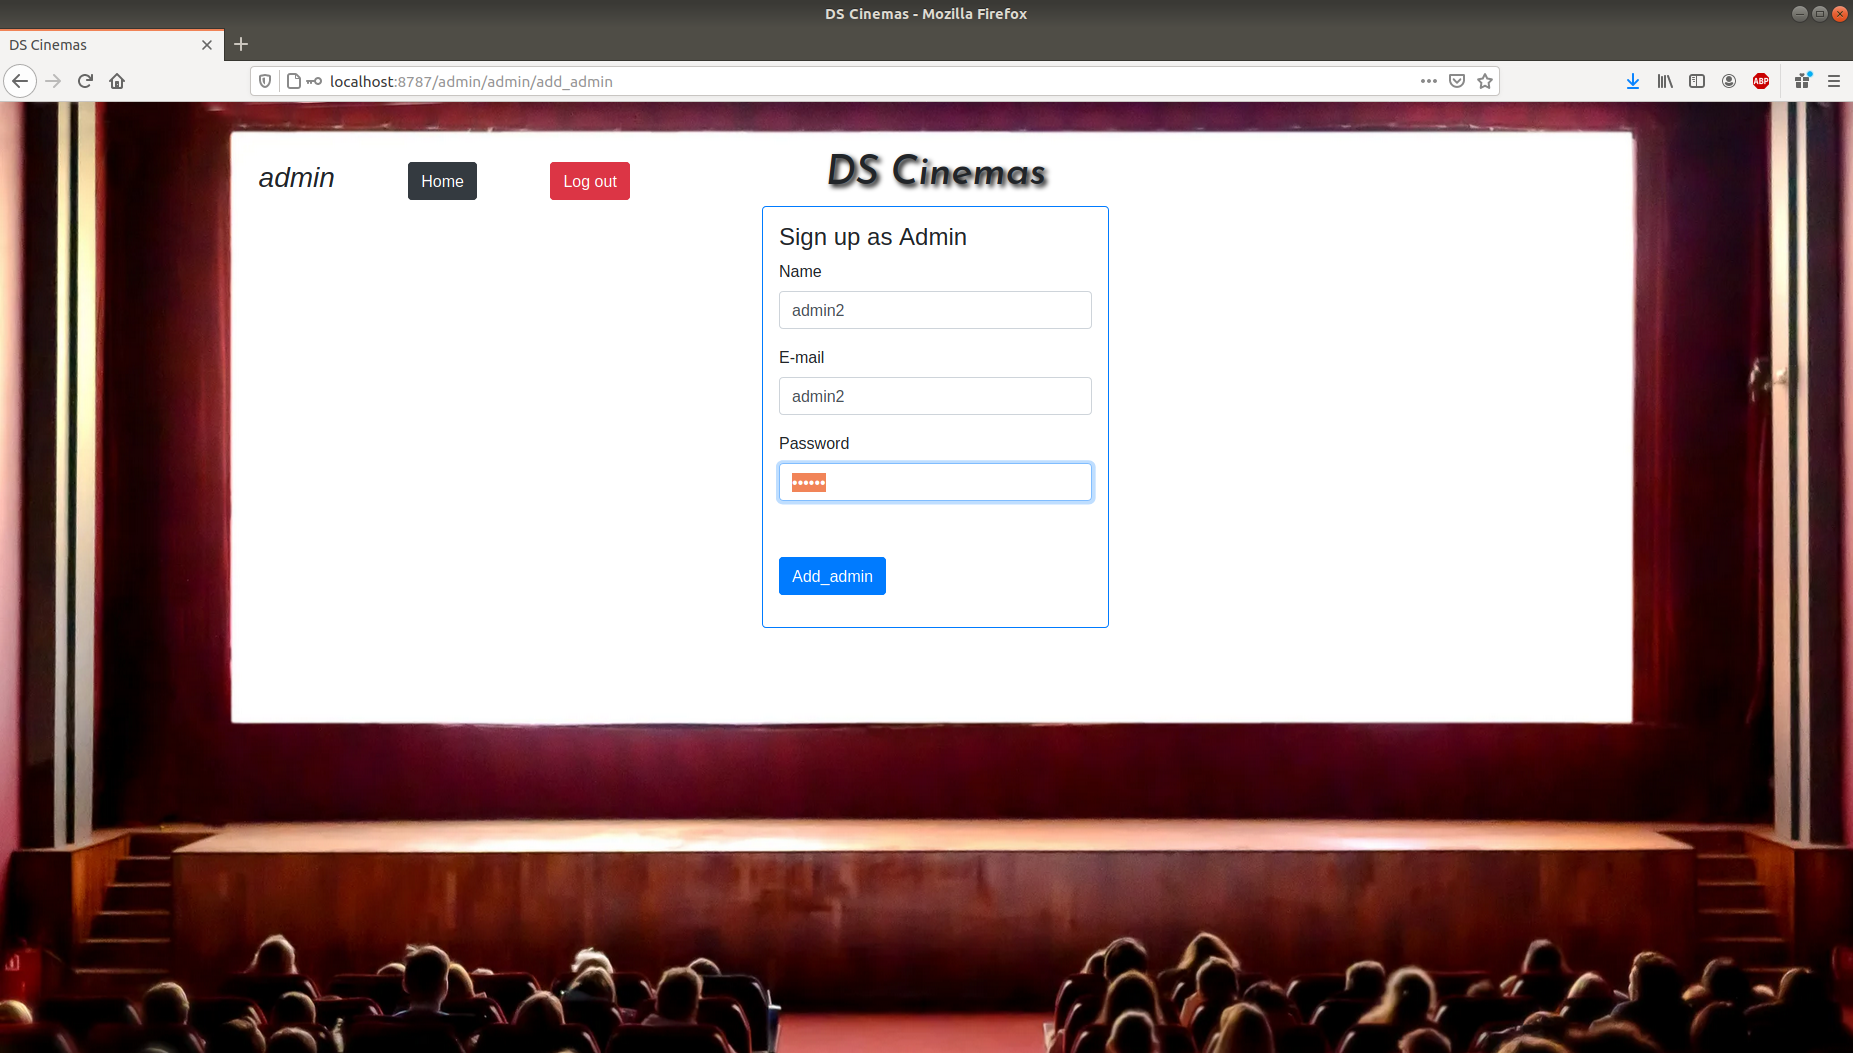 DS Cinemas - Mozilla Firefox
DS Cinemas
localhost:8787/admin/admin/add_admin
ABP
admin
Home
Log out
DS Cinemas
Sign up as Admin
Name
admin2
E-mail
admin2
Password
••••••
Add_admin